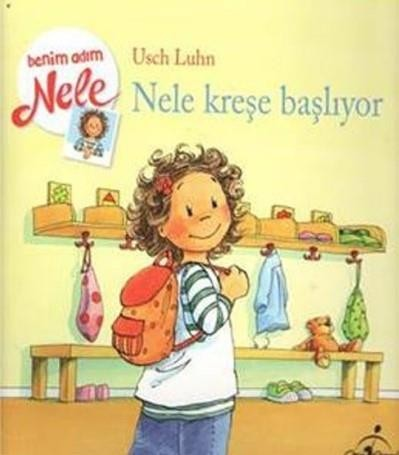 benim adım
Nele
Usch Luhn
Nele kreşe başlıyor